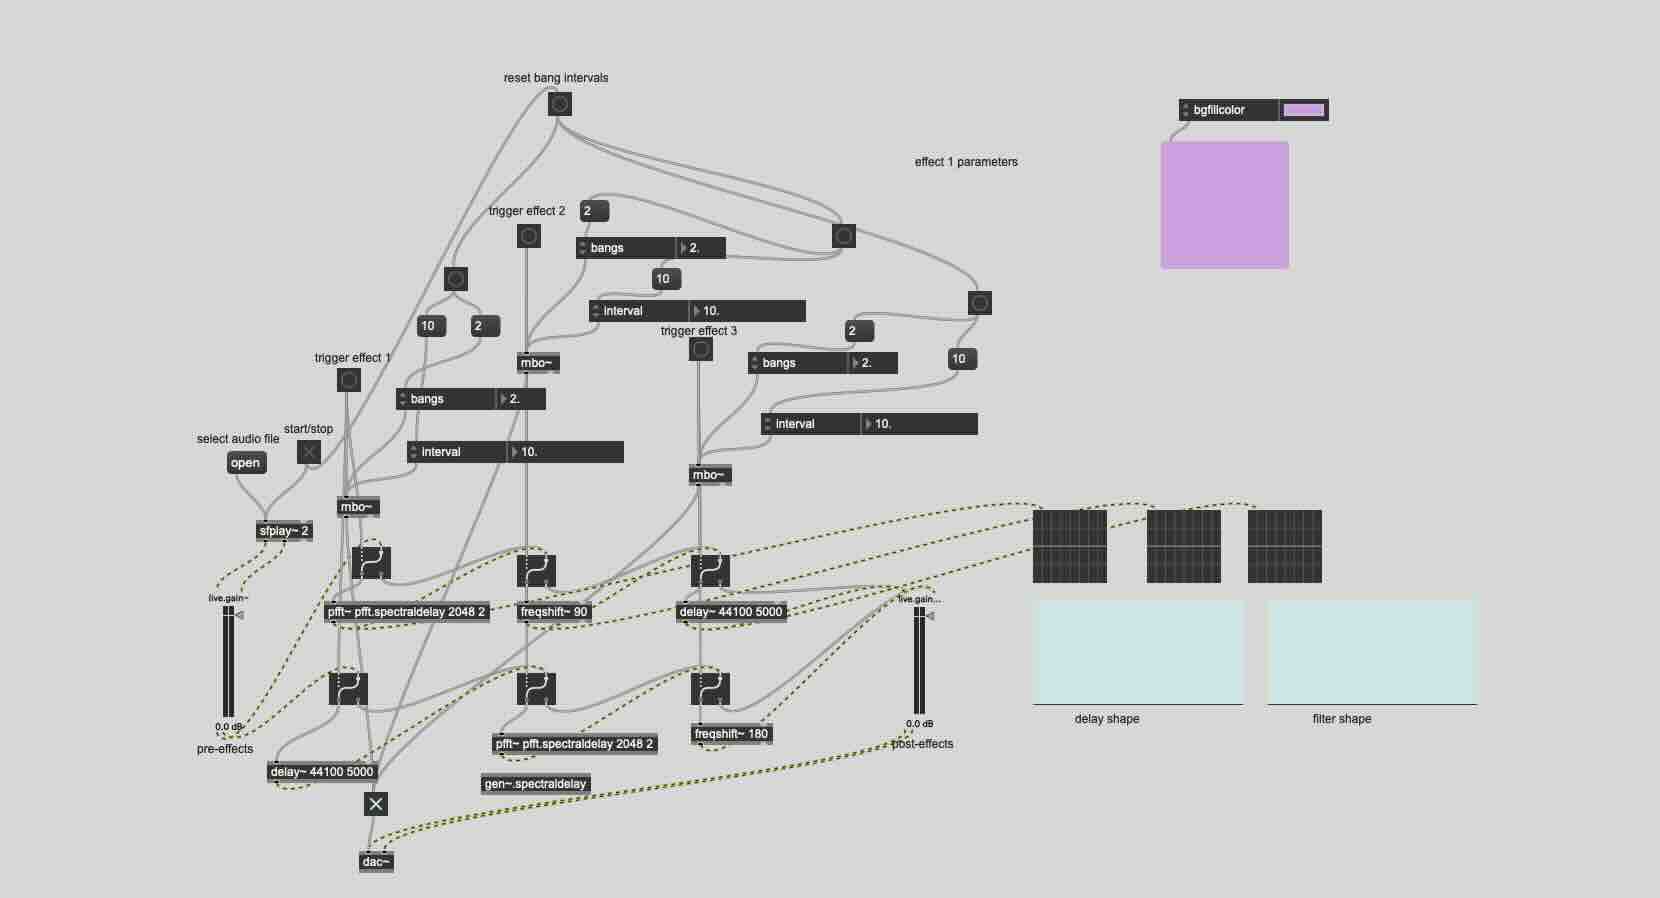 reset bang intervals
bgfillcolor
effect 1 parameters
trigger effect 2
2
bangs
2.
10
interval
10.
10
2
trigger effect 3
2
10
trigger effect 1
mbo~
bangs
2.
bangs
2.
interval
10.
start/stop
select audio file
open
interval
10.
mbo~
mbo~
sfplay~ 2
live.gain~
live.gain...
pfft~ pfft.spectraldelay 2048 2
freqshift~ 90
delay~ 44100 5000
0.0 dB
pre-effects
0.0 dB
post-effects
delay shape
filter shape
freqshift~ 180
pfft~ pfft.spectraldelay 2048 2
delay~ 44100 5000
gen~.spectraldelay
dac~